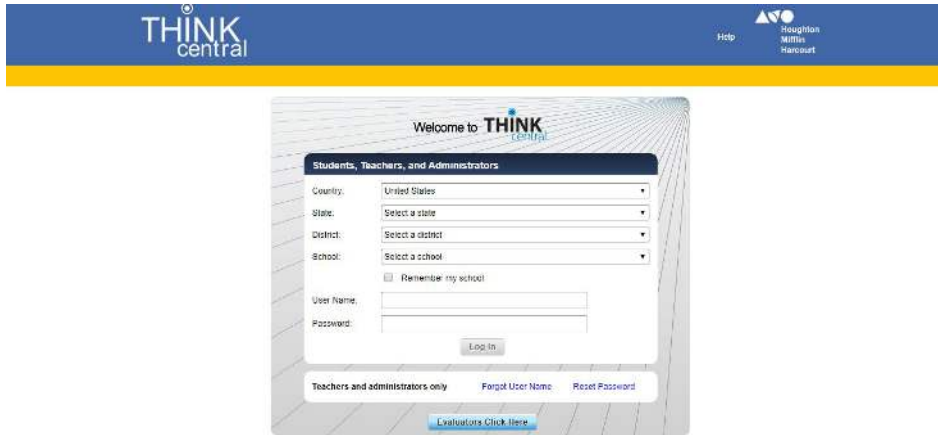 THINK
central
Help
Houghton
Mifflin
Harcourt
Welcome to THINK
central
Students, Teachers, and Administrators
Country: United States
State: Select a state
District: Select a district
School: Select a school
Remember my school
User Name:
Password:
Log In
Teachers and administrators only Forgot User Name Reset Password
Evaluators Click Here